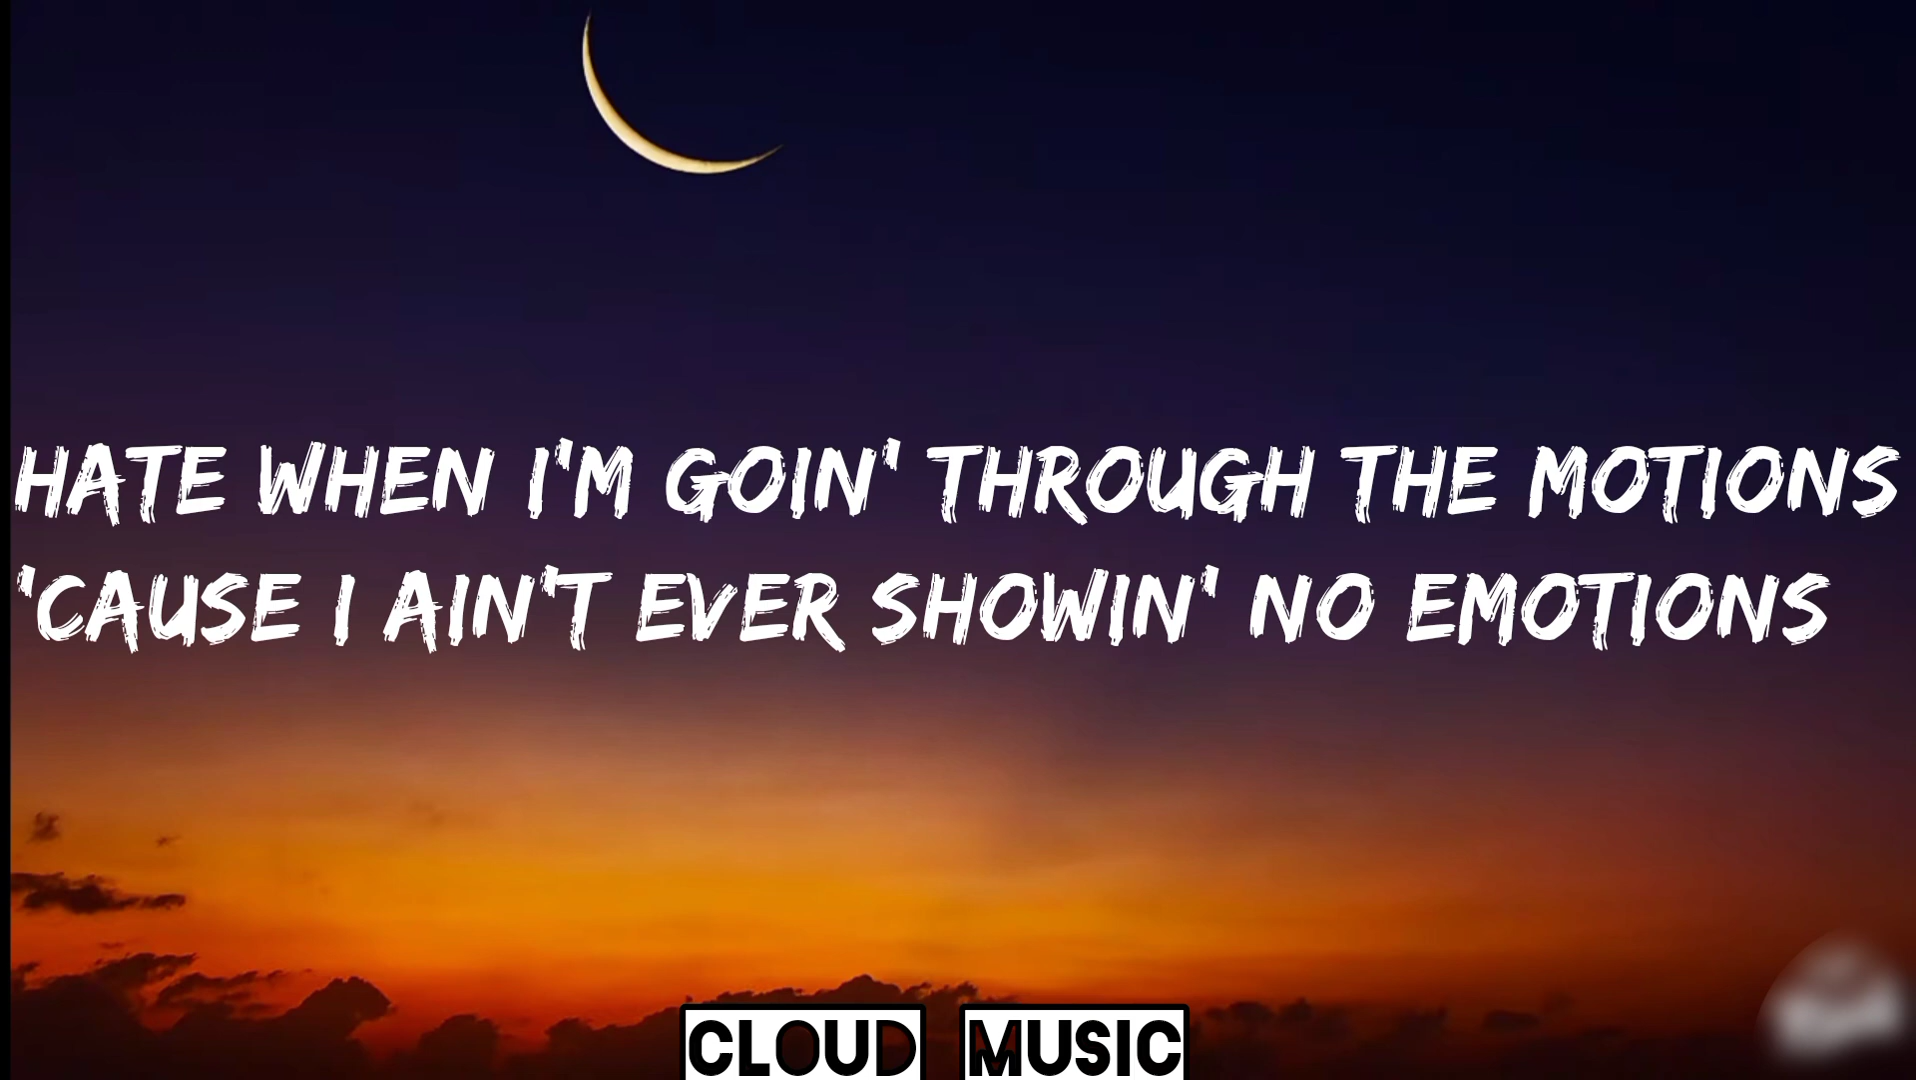 HATE WHEN I'M GOIN' THROUGH THE MOTIONS
'CAUSE I AIN'T EVER SHOWIN' NO EMOTIONS
CLOUD MUSIC